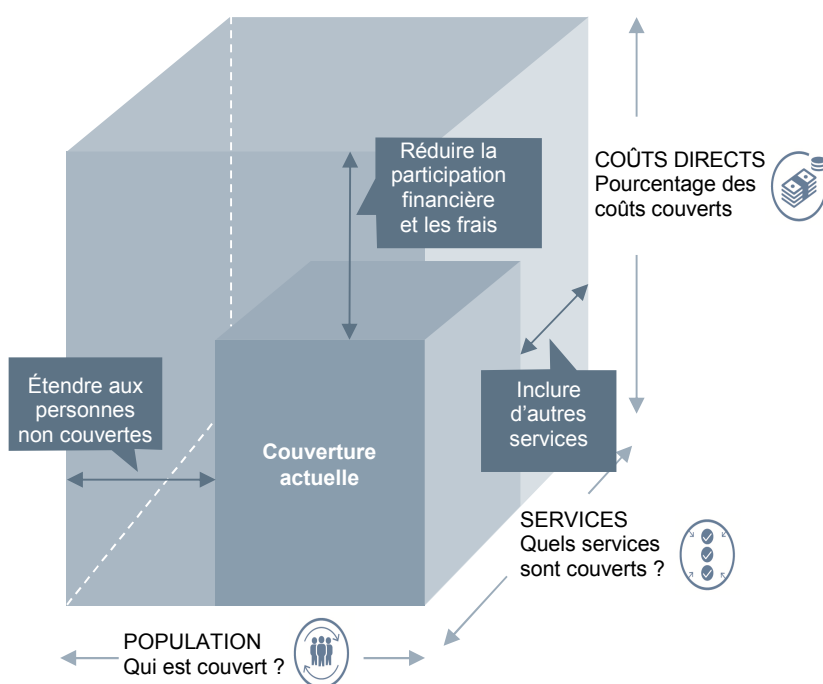 Réduire la
participation
financière
et les frais
COÛTS DIRECTS
Pourcentage des
coûts couverts
Étendre aux
personnes
non couvertes
Inclure
d’autres
services
Couverture
actuelle
SERVICES
Quels services
sont couverts ?
POPULATION
Qui est couvert ?